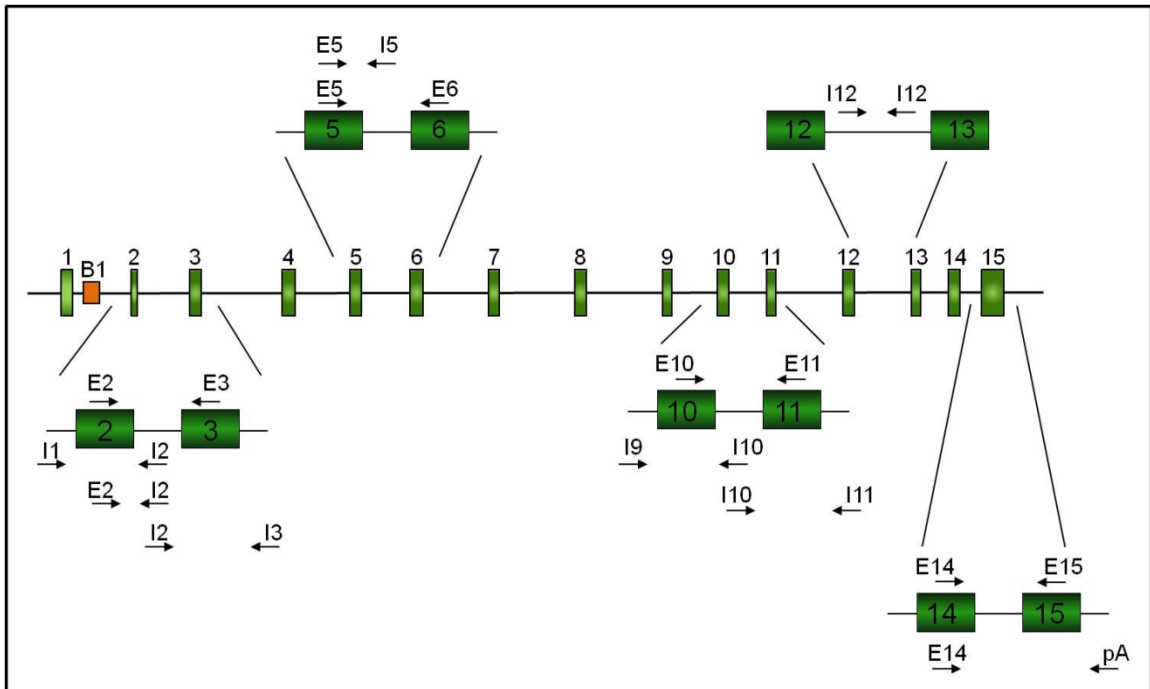 E5 I5
E5 E6
5 6
I12 I12
12 13
1 B1 2 3 4 5 6 7 8 9 10 11 12 13 14 15
E2 E3
2 3
I1 I2
E2 I2
I2 I3
E10 E11
10 11
I9 I10
I10 I11
E14 E15
14 15
E14 pA